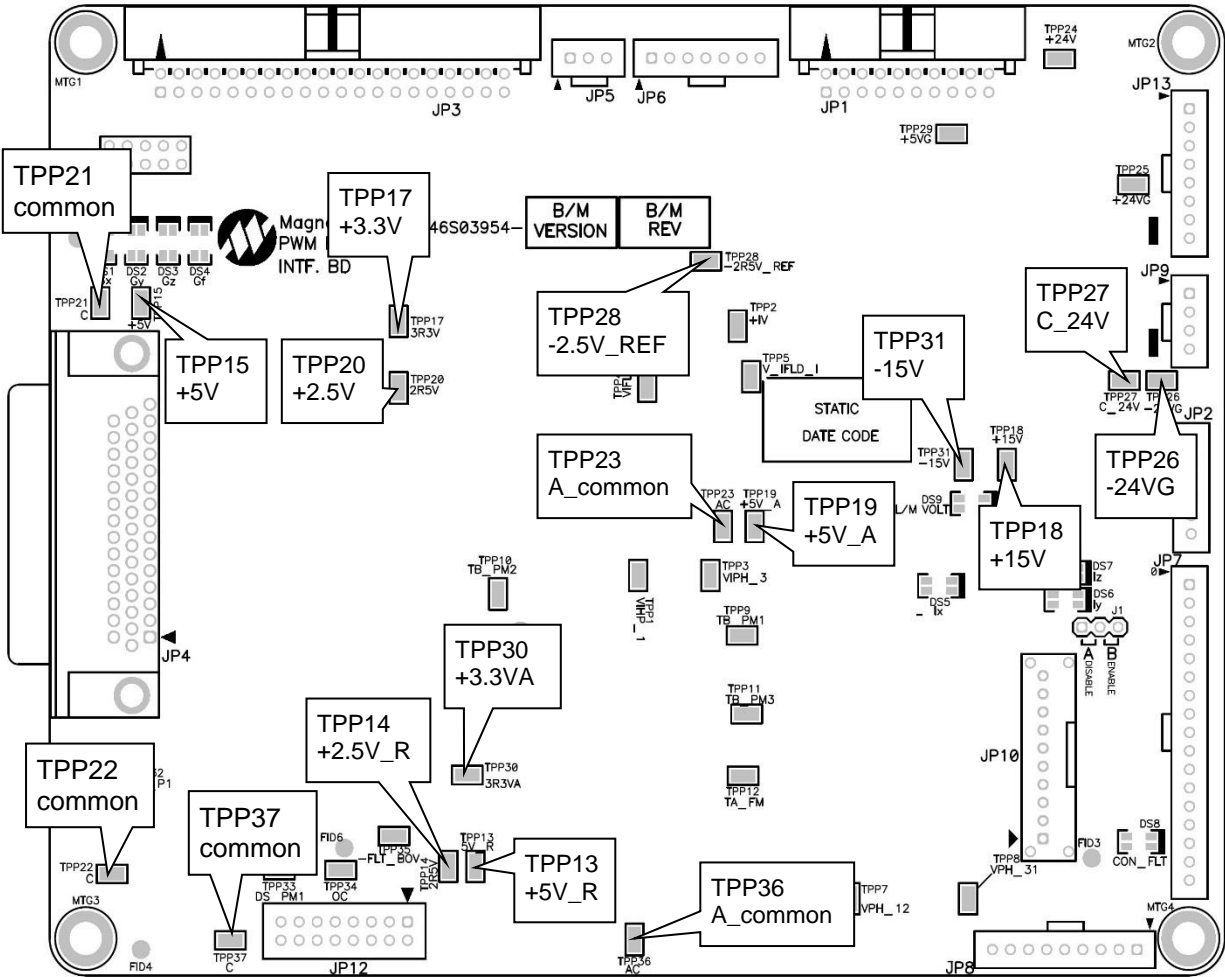 MTG1
TPP24
+24V
MTG2
JP3
JP5
JP6
JP1
JP13
TPP29
+5VG
TPP25
+24VG
TPP21
common
TPP17
+3.3V
Magn
PWM
INTF. BD
46S03954-
B/M
VERSION
B/M
REV
DS2
Gy
DS3
Gz
DS4
Gf
TPP21
C
TPP15
+5V
TPP17
3R3V
TPP28
-2R5V_REF
TPP28
-2.5V_REF
TPP2
+IV
TPP31
-15V
TPP27
C_24V
JP9
TPP15
+5V
TPP20
+2.5V
TPP20
2R5V
TPP5
V_IFLD_I
STATIC
DATE CODE
TPP27
C_24V
JP2
TPP23
A_common
TPP31
-15V
TPP18
+15V
TPP26
-24VG
TPP23
AC
TPP19
+5V_A
TPP19
+5V_A
DS9
L/M VOLT
TPP18
+15V
TPP10
TB_PM2
TPP1
VIHP_1
TPP3
VIPH_3
DS5
Ix
DS7
Iz
DS6
Iy
JP7
0
J1
A
DISABLE
B
ENABLE
TPP9
TB_PM1
JP4
TPP30
+3.3VA
TPP11
TB_PM3
TPP14
+2.5V_R
JP10
TPP22
common
P1
TPP30
3R3VA
TPP12
TA_FM
TPP37
common
FID6
TPP35
-FLT_BOV
TPP13
5V_R
TPP14
2R5V
TPP13
+5V_R
TPP36
A_common
TPP7
VPH_12
TPP8
VPH_31
FID3
DS8
CON_FLT
TPP22
C
TPP33
DS_PM1
TPP34
OC
MTG3
MTG4
FID4
TPP37
C
JP12
TPP36
AC
JP8